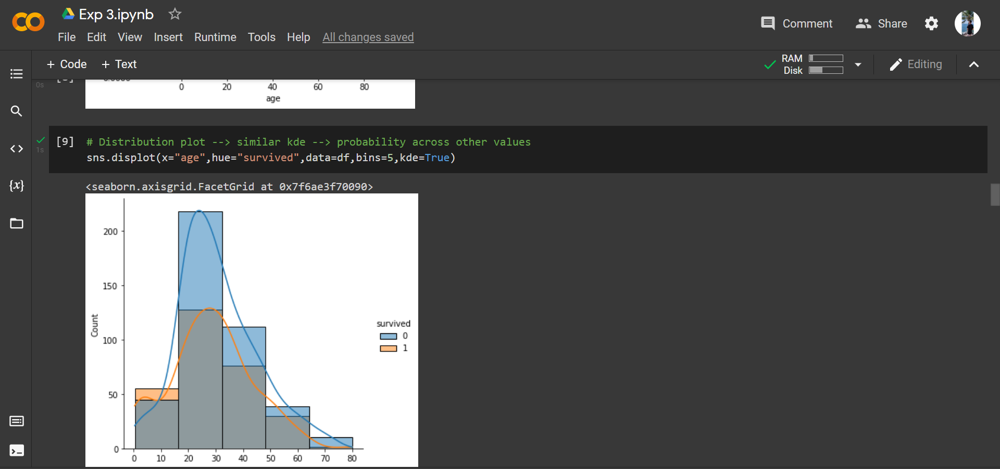 Exp 3.ipynb
File Edit View Insert Runtime Tools Help All changes saved
Comment Share
+ Code + Text
RAM
Disk
Editing
0s
0 20 40 60 80
age
[9] # Distribution plot --> similar kde --> probability across other values
1s
sns.displot(x="age",hue="survived",data=df,bins=5,kde=True)
<seaborn.axisgrid.FacetGrid at 0x7f6ae3f70090>
200
150
Count
100
50
0
survived
0
1
0 10 20 30 40 50 60 70 80
{x}